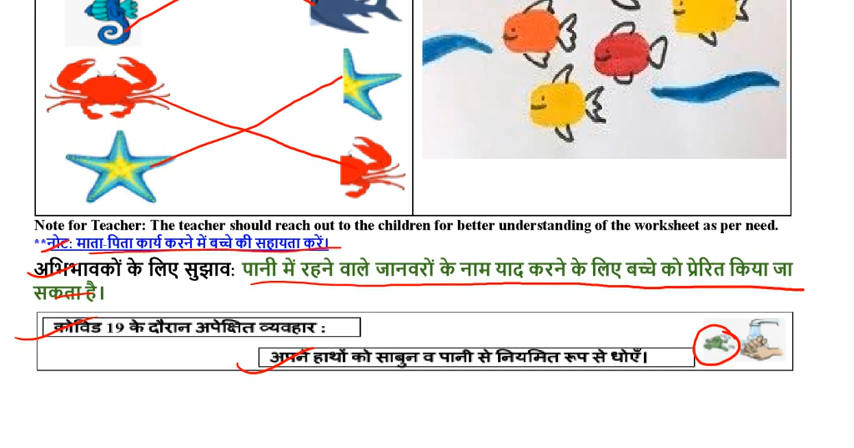 Note for Teacher: The teacher should reach out to the children for better understanding of the worksheet as per need.
**नोट: माता-पिता कार्य करने में बच्चे की सहायता करें।
अभिभावकों के लिए सुझाव: पानी में रहने वाले जानवरों के नाम याद करने के लिए बच्चे को प्रेरित किया जा
सकता है।
कोविड 19 के दौरान अपेक्षित व्यवहार :
अपने हाथों को साबुन व पानी से नियमित रूप से धोएँ।